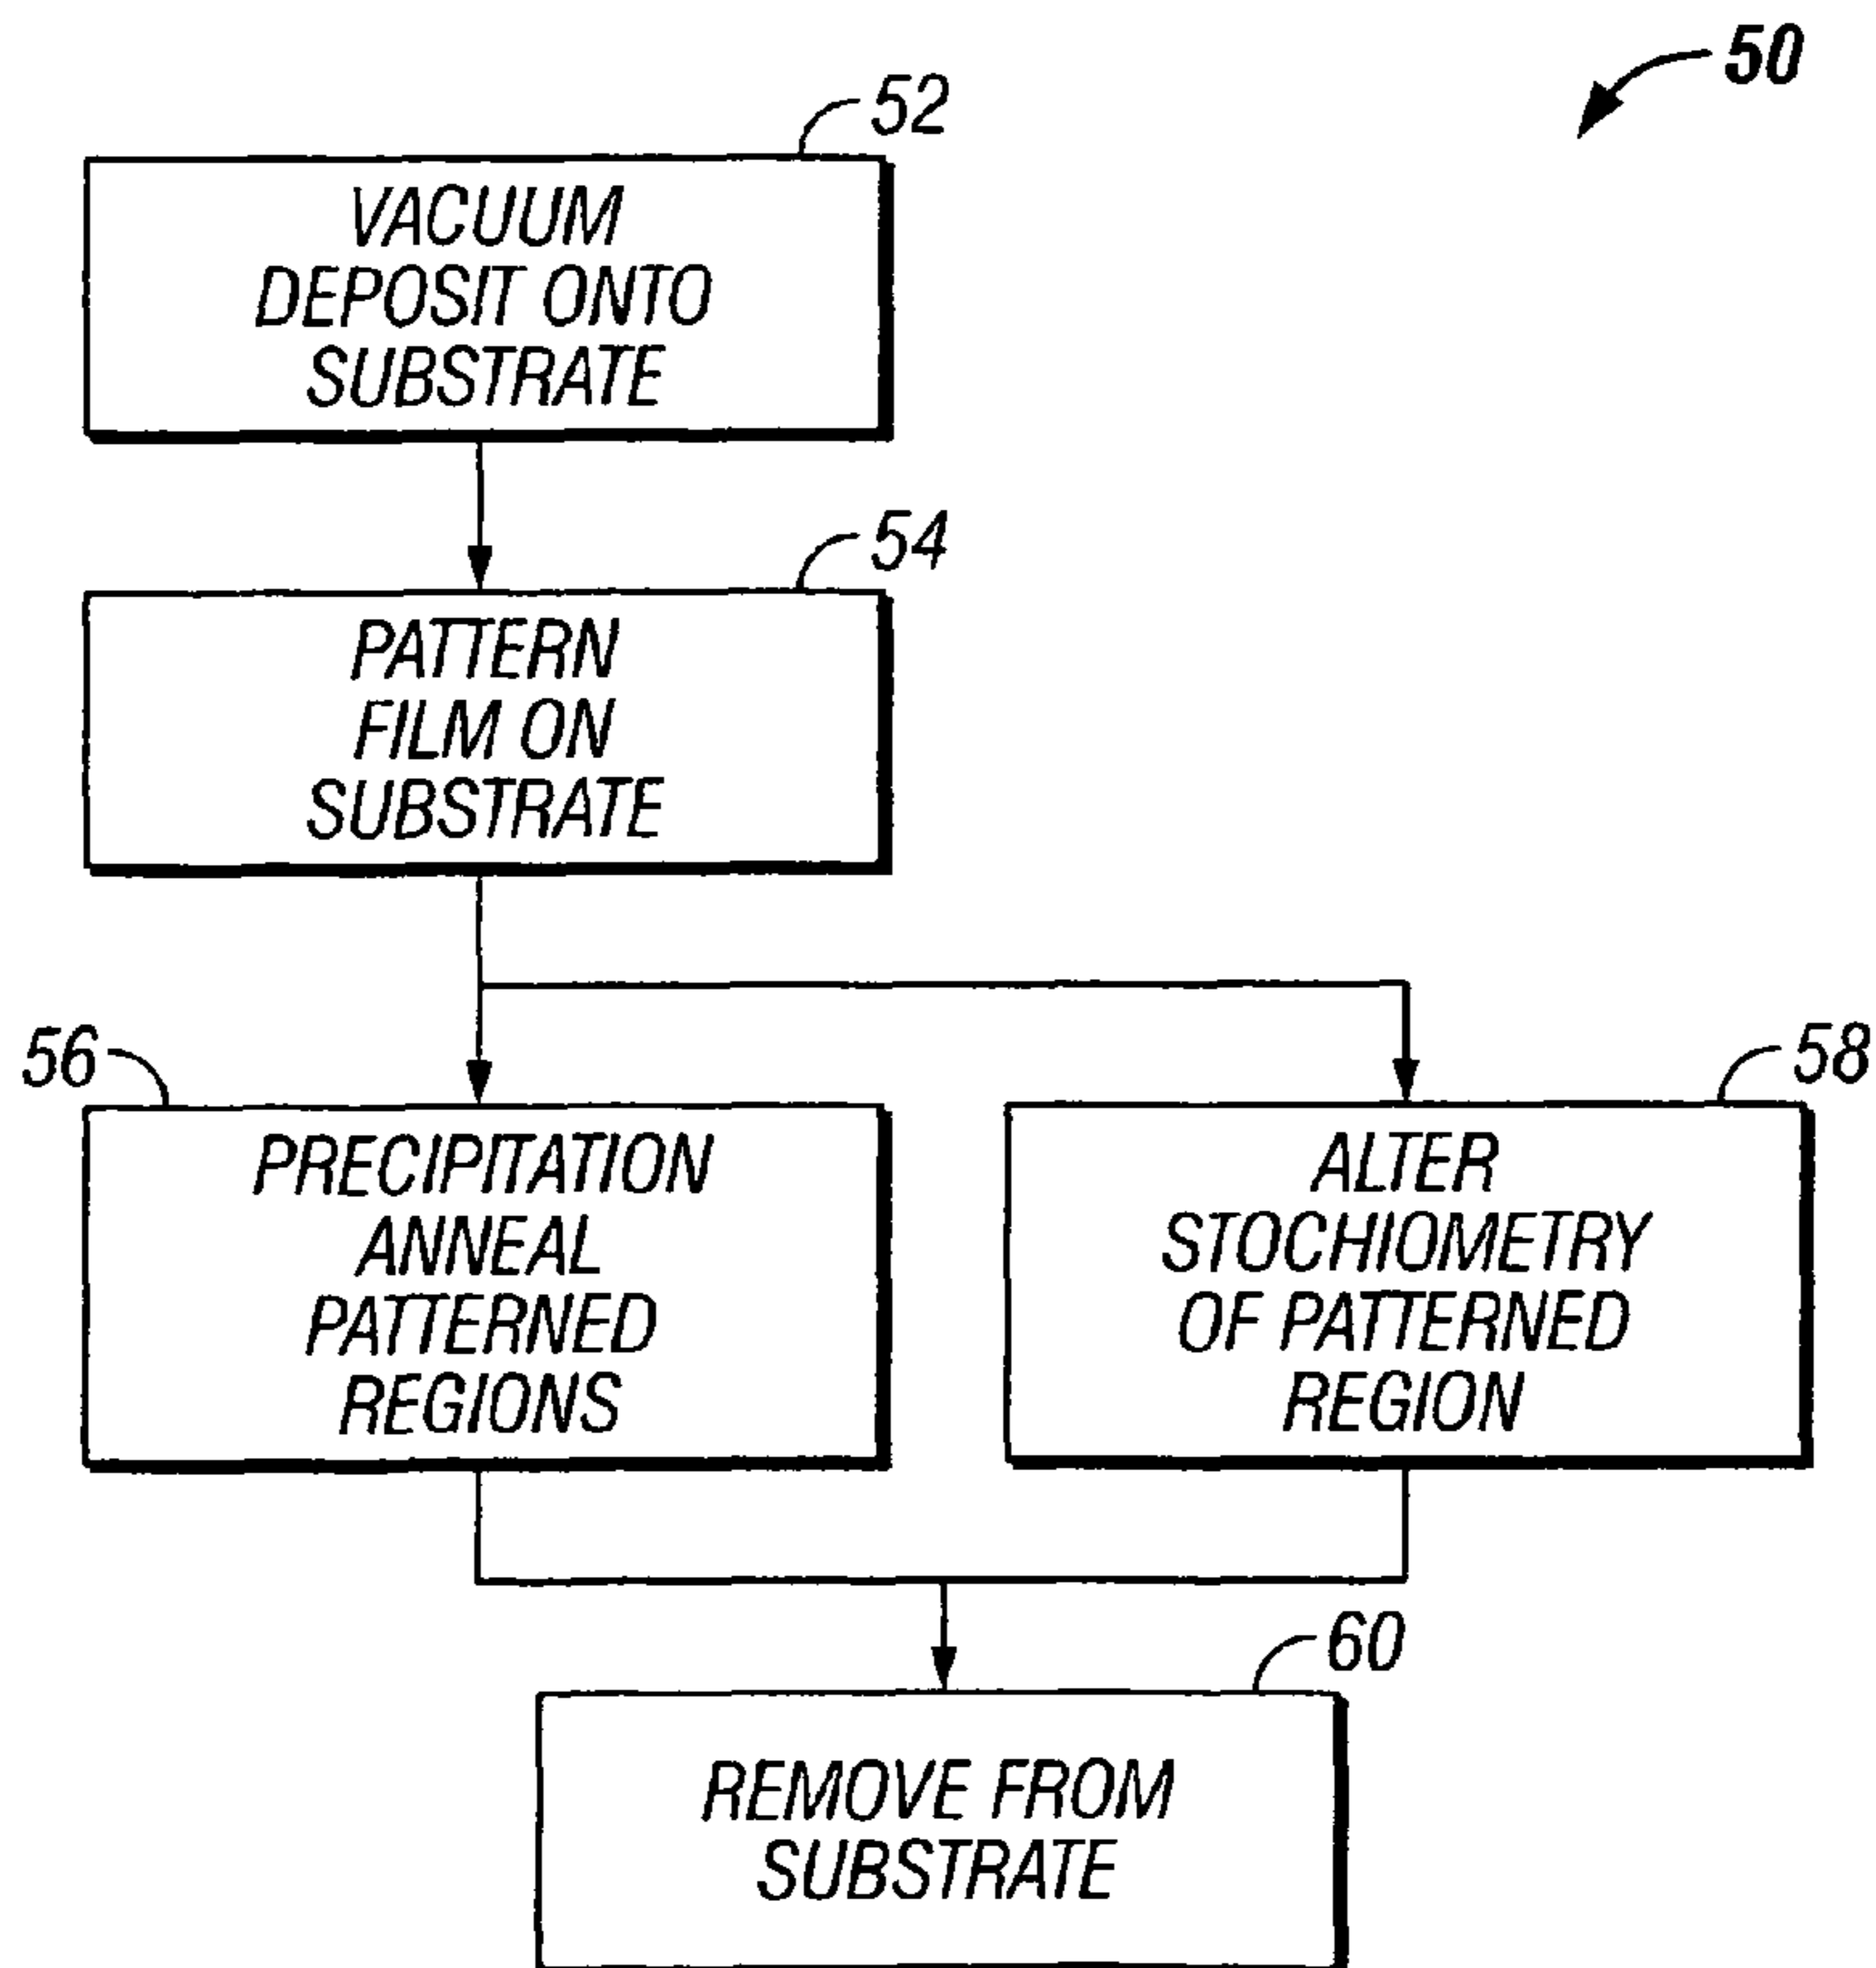 50
52
VACUUM
DEPOSIT ONTO
SUBSTRATE
54
PATTERN
FILM ON
SUBSTRATE
56
PRECIPITATION
ANNEAL
PATTERNED
REGIONS
58
ALTER
STOCHIOMETRY
OF PATTERNED
REGION
60
REMOVE FROM
SUBSTRATE